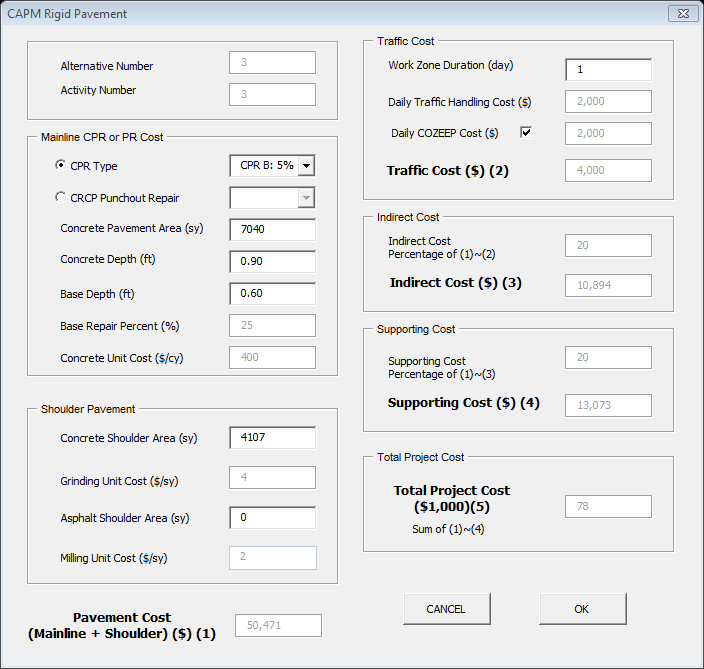 CAPM Rigid Pavement
Alternative Number 3
Activity Number 3
Mainline CPR or PR Cost
CPR Type CPR B: 5%
CRCP Punchout Repair
Concrete Pavement Area (sy) 7040
Concrete Depth (ft) 0.90
Base Depth (ft) 0.60
Base Repair Percent (%) 25
Concrete Unit Cost ($/cy) 400
Shoulder Pavement
Concrete Shoulder Area (sy) 4107
Grinding Unit Cost ($/sy) 4
Asphalt Shoulder Area (sy) 0
Milling Unit Cost ($/sy) 2
Pavement Cost
(Mainline + Shoulder) ($) (1) 50,471
Traffic Cost
Work Zone Duration (day) 1
Daily Traffic Handling Cost ($) 2,000
Daily COZEEP Cost ($) 2,000
Traffic Cost ($) (2) 4,000
Indirect Cost
Indirect Cost
Percentage of (1)~(2) 20
Indirect Cost ($) (3) 10,894
Supporting Cost
Supporting Cost
Percentage of (1)~(3) 20
Supporting Cost ($) (4) 13,073
Total Project Cost
Total Project Cost
($1,000)(5) 78
Sum of (1)~(4)
CANCEL OK